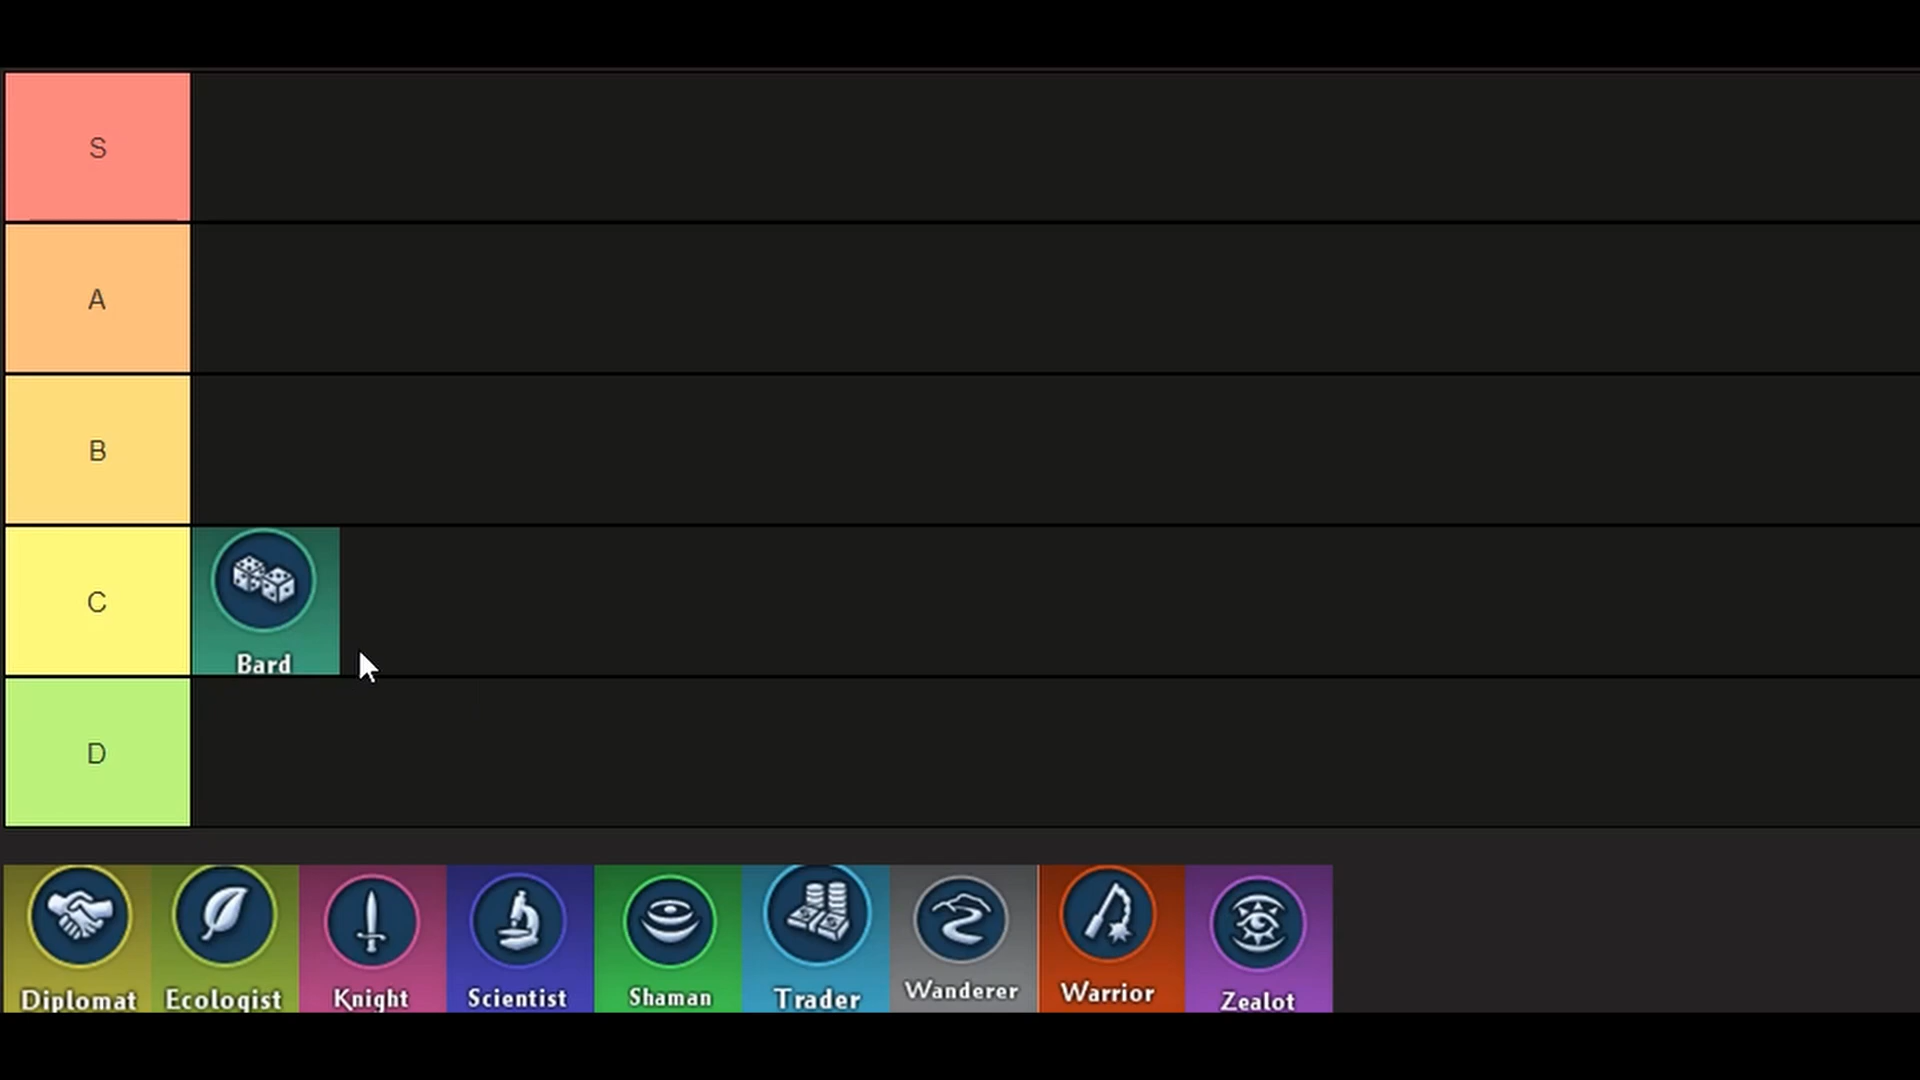 S
A
B
C
Bard
D
Diplomat Ecologist Knight Scientist Shaman Trader Wanderer Warrior Zealot